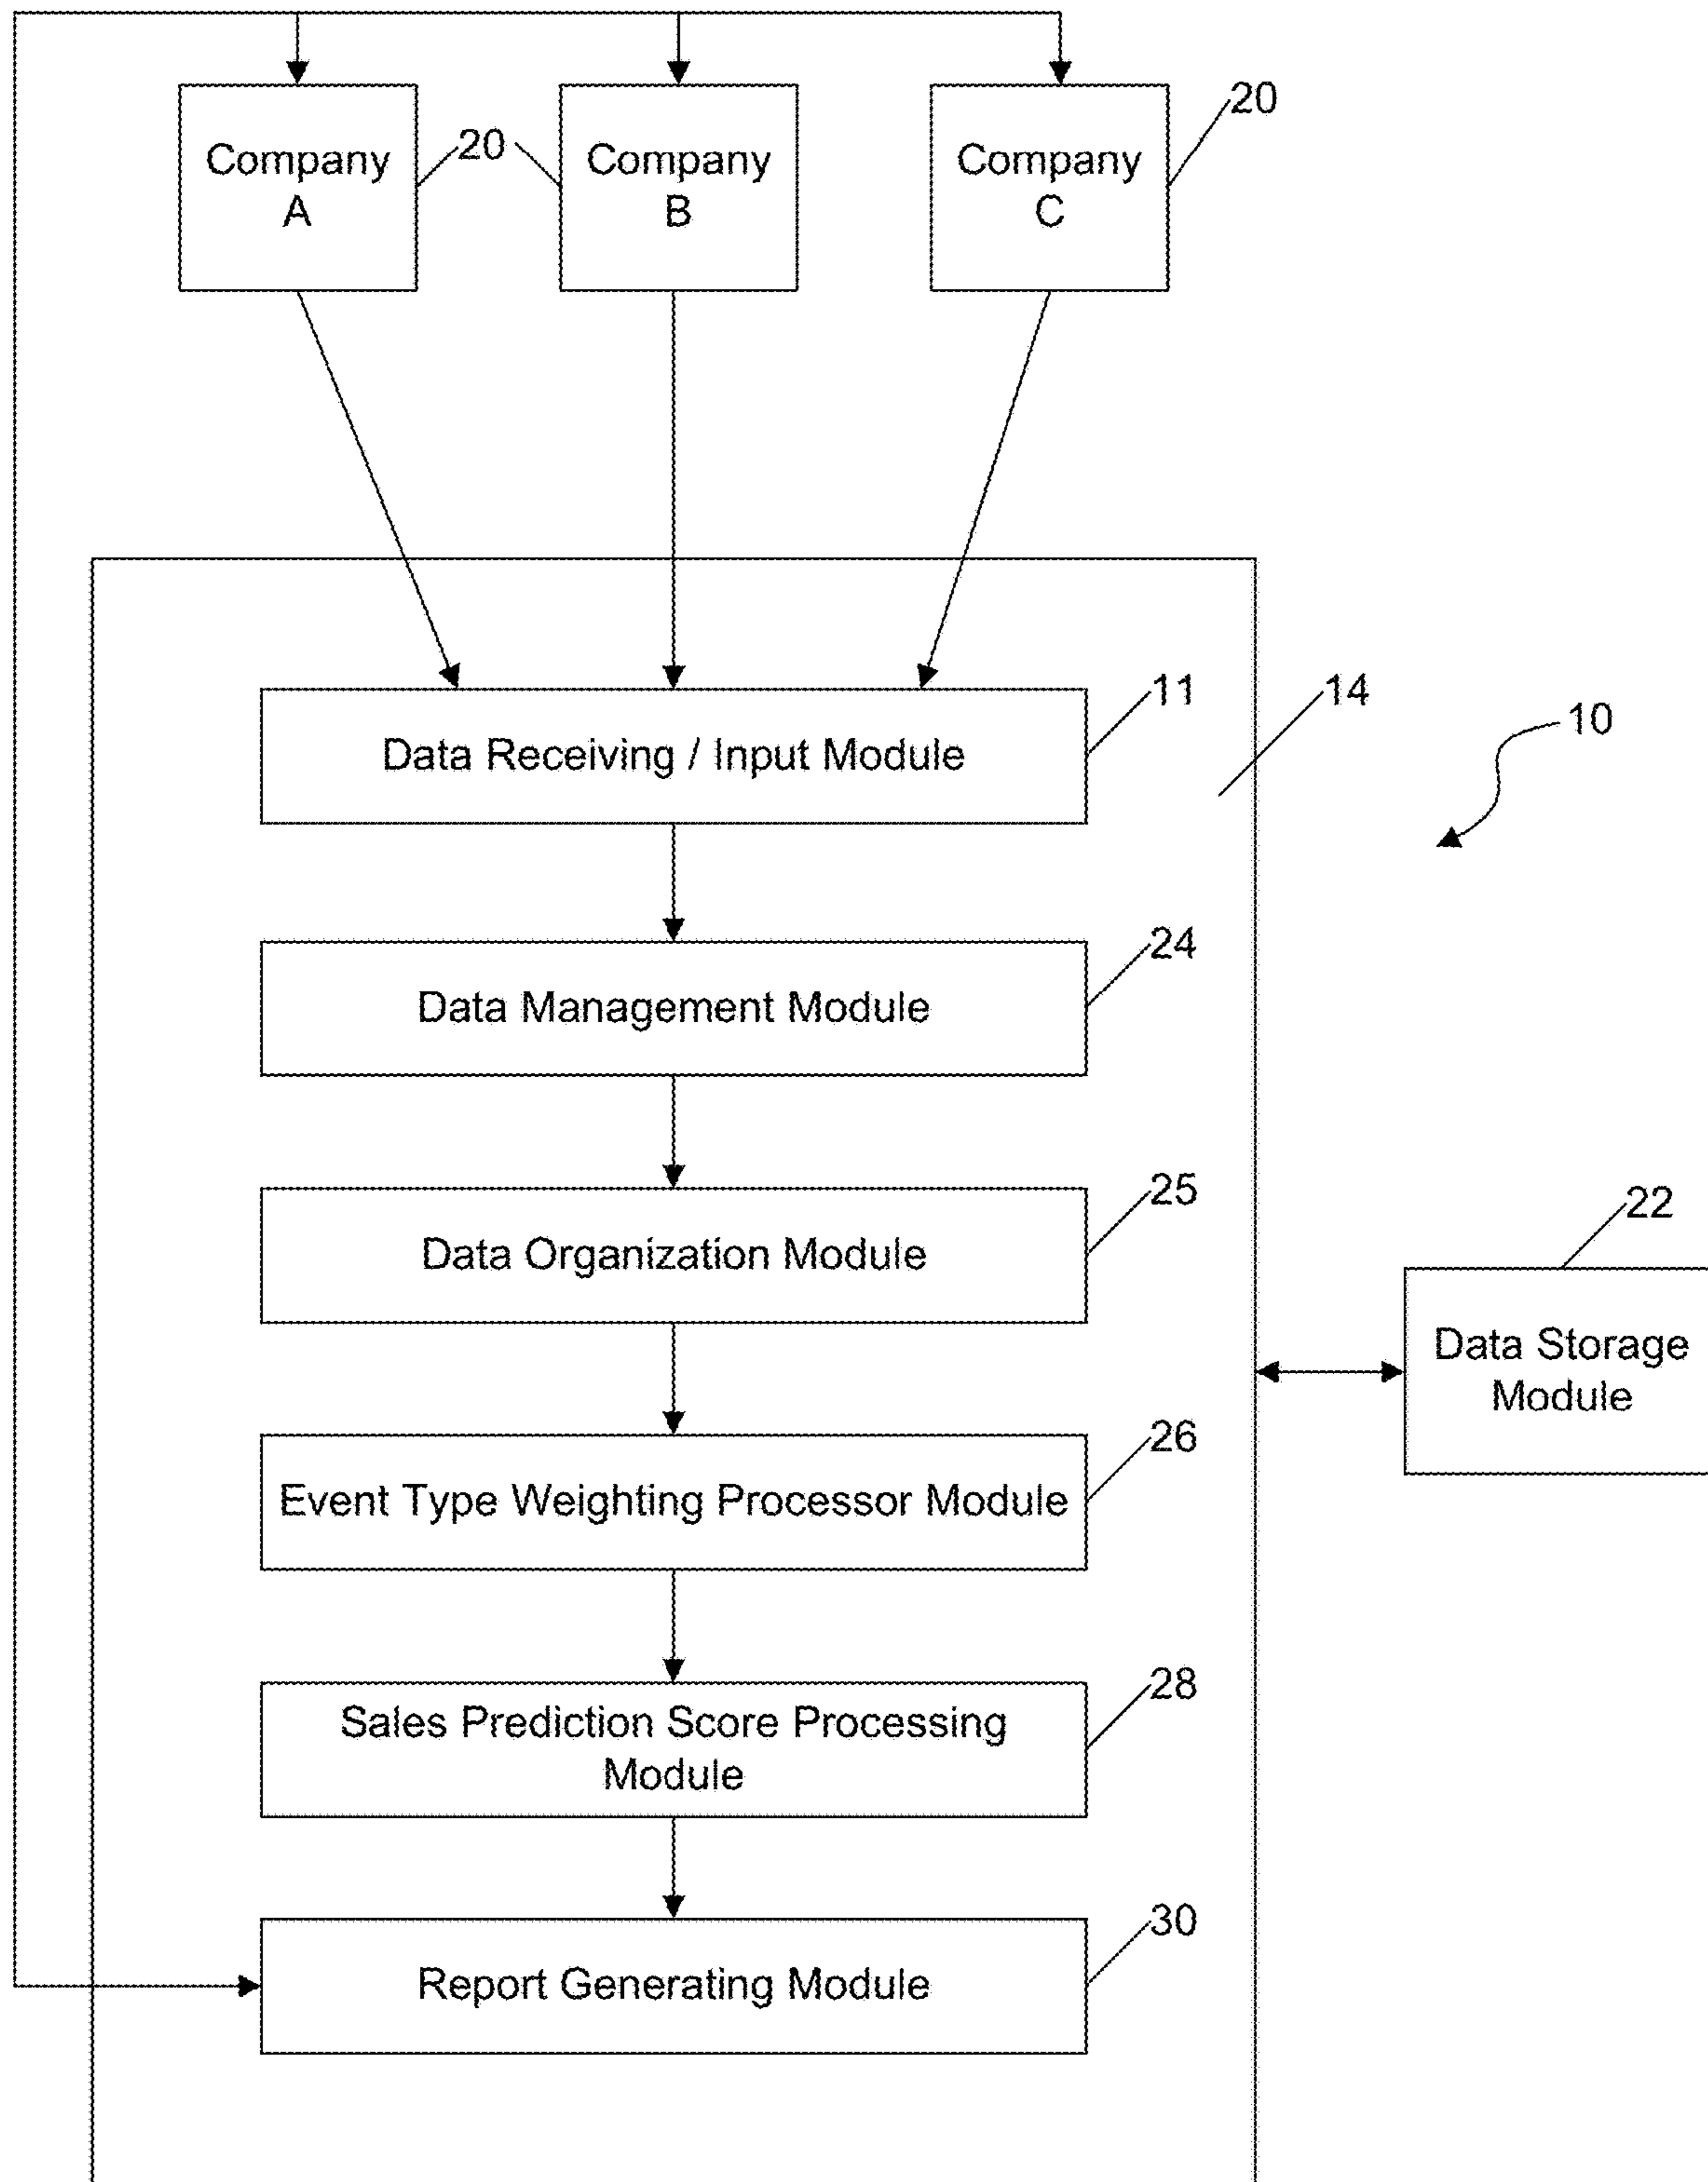 Company
A
20
Company
B
Company
C
20
Data Receiving / Input Module
11
14
10
Data Management Module
24
Data Organization Module
25
22
Data Storage
Module
Event Type Weighting Processor Module
26
Sales Prediction Score Processing
Module
28
Report Generating Module
30